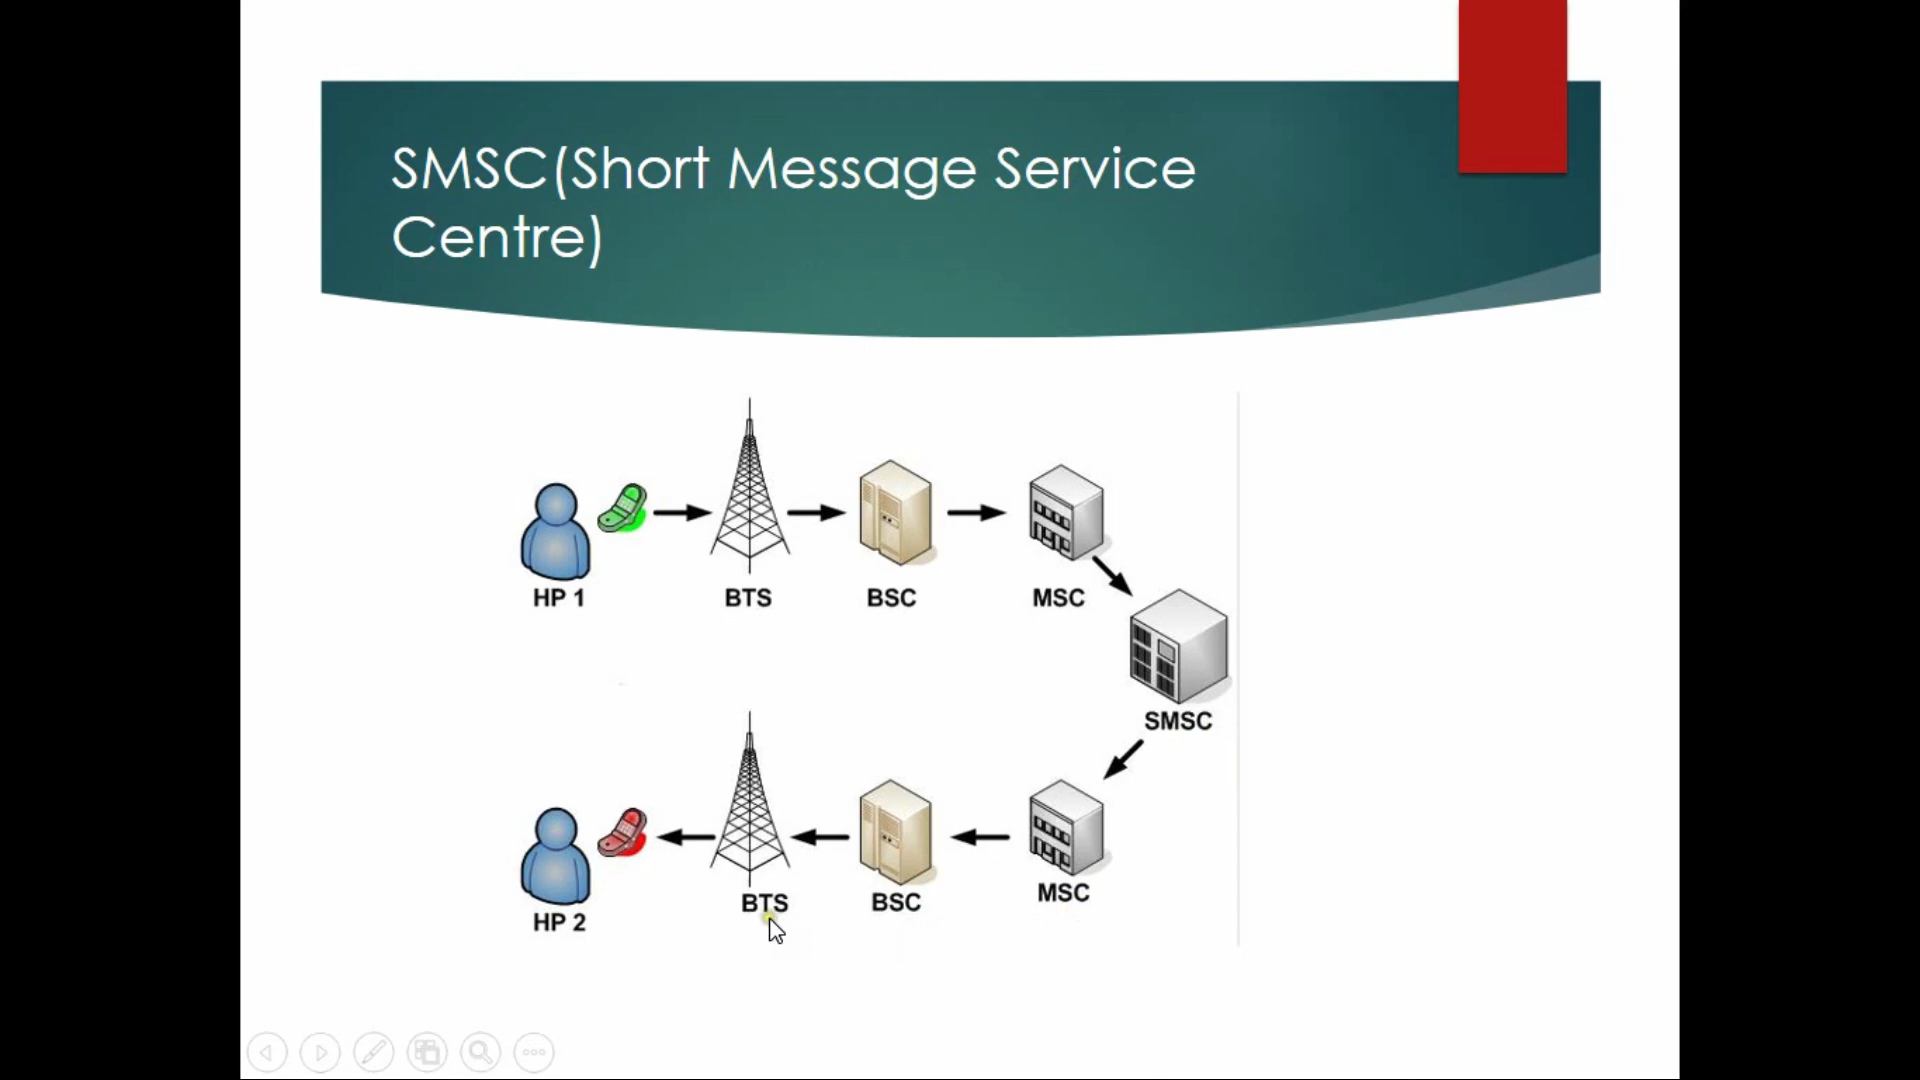 SMSC(Short Message Service
Centre)
HP 1
BTS
BSC
MSC
SMSC
HP 2
BTS
BSC
MSC